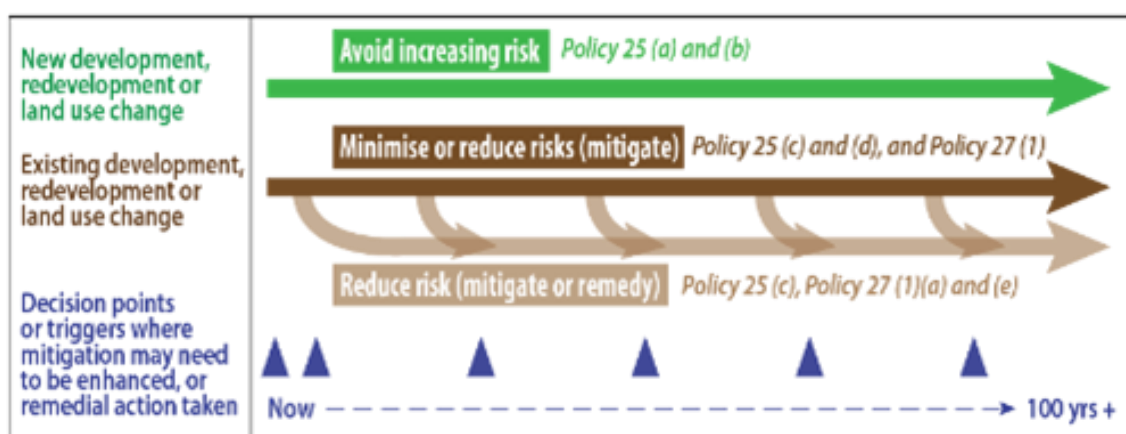 New development,
redevelopment or
land use change
Avoid increasing risk Policy 25 (a) and (b)
Existing development,
redevelopment or
land use change
Minimise or reduce risks (mitigate) Policy 25 (c) and (d), and Policy 27 (1)
Reduce risk (mitigate or remedy) Policy 25 (c), Policy 27 (1)(a) and (e)
Decision points
or triggers where
mitigation may need
to be enhanced, or
remedial action taken
Now 100 yrs +